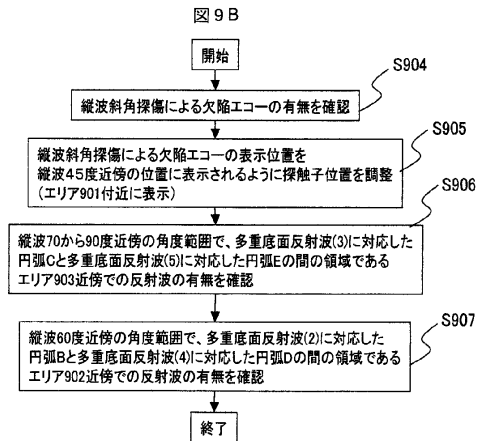 図９Ｂ
開始
S904
縦波斜角探傷による欠陥エコーの有無を確認
S905
縦波斜角探傷による欠陥エコーの表示位置を
縦波45度近傍の位置に表示されるように探触子位置を調整
(エリア901付近に表示)
S906
縦波70から90度近傍の角度範囲で、多重底面反射波(3)に対応した
円弧Cと多重底面反射波(5)に対応した円弧Eの間の領域である
エリア903近傍での反射波の有無を確認
S907
縦波60度近傍の角度範囲で、多重底面反射波(2)に対応した
円弧Bと多重底面反射波(4)に対応した円弧Dの間の領域である
エリア902近傍での反射波の有無を確認
終了